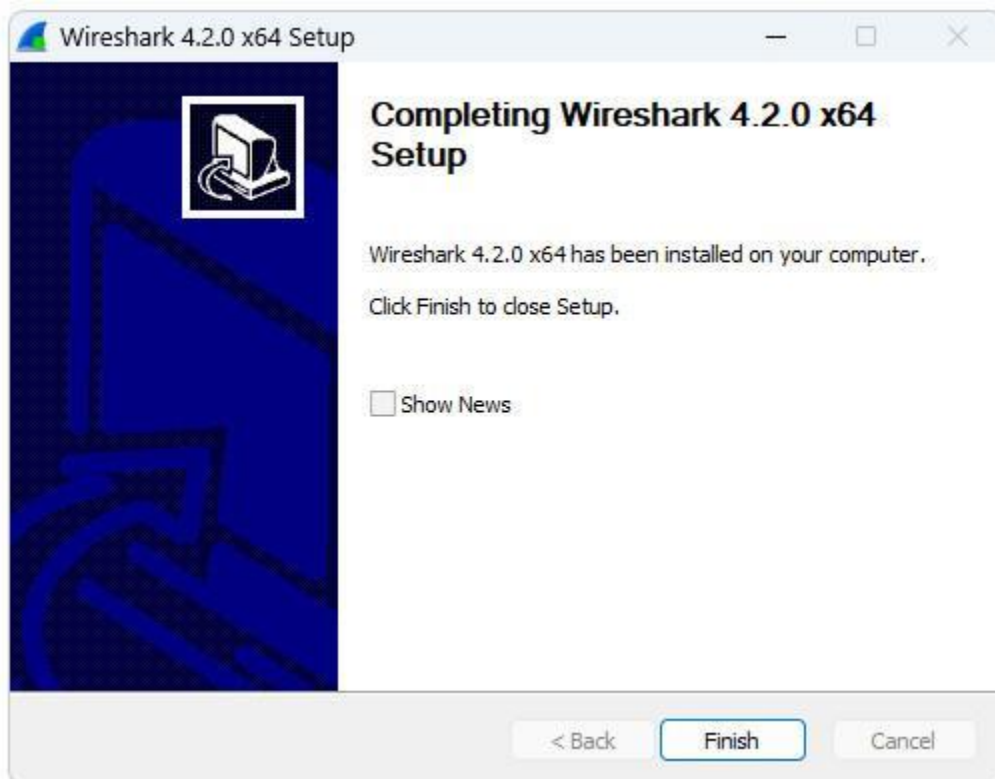 Wireshark 4.2.0 x64 Setup
Completing Wireshark 4.2.0 x64
Setup
Wireshark 4.2.0 x64 has been installed on your computer.
Click Finish to close Setup.
Show News
< Back
Finish
Cancel